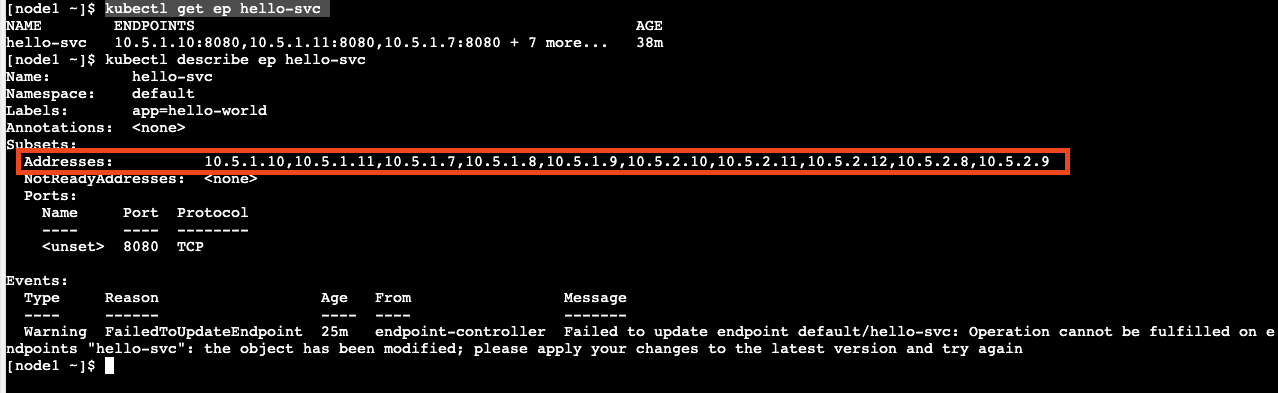 [node1 ~]$ kubectl get ep hello-svc
NAME        ENDPOINTS                                                 AGE
hello-svc   10.5.1.10:8080,10.5.1.11:8080,10.5.1.7:8080 + 7 more...   38m
[node1 ~]$ kubectl describe ep hello-svc
Name:         hello-svc
Namespace:    default
Labels:       app=hello-world
Annotations:  <none>
Subsets:
  Addresses:          10.5.1.10,10.5.1.11,10.5.1.7,10.5.1.8,10.5.1.9,10.5.2.10,10.5.2.11,10.5.2.12,10.5.2.8,10.5.2.9
  NotReadyAddresses:  <none>
  Ports:
    Name     Port  Protocol
    ----     ----  --------
    <unset>  8080  TCP

Events:
  Type     Reason                  Age   From                 Message
  ----     ------                  ----  ----                 -------
  Warning  FailedToUpdateEndpoint  25m   endpoint-controller  Failed to update endpoint default/hello-svc: Operation cannot be fulfilled on e
ndpoints "hello-svc": the object has been modified; please apply your changes to the latest version and try again
[node1 ~]$